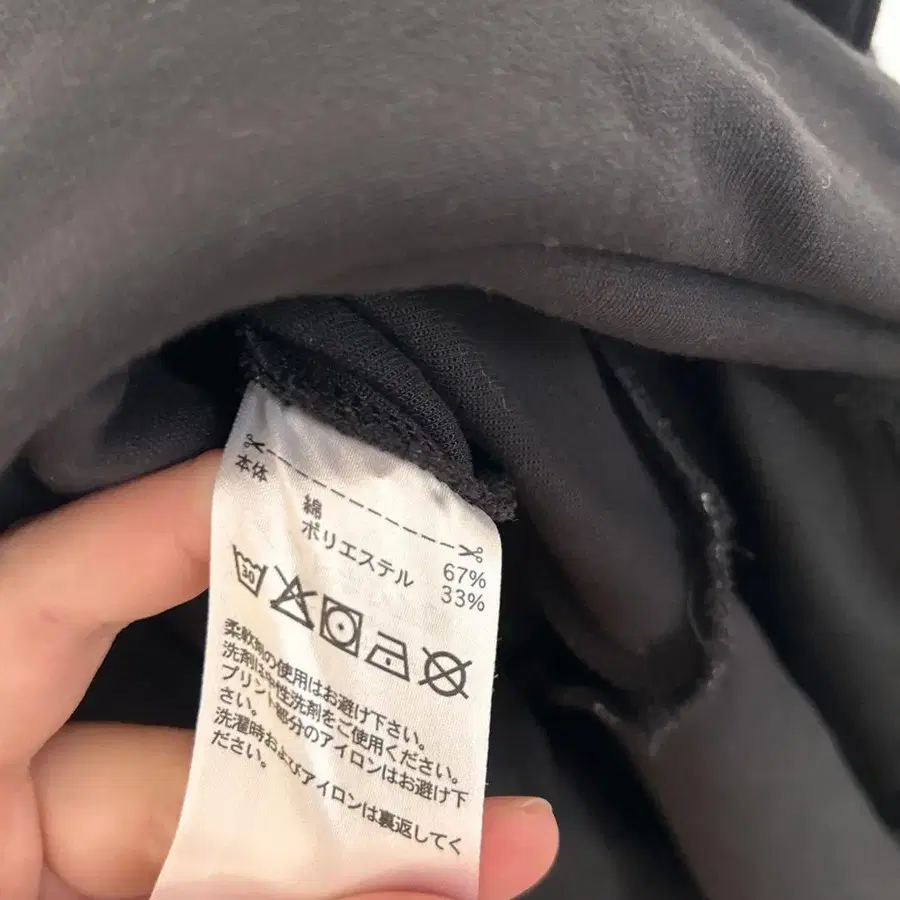 本体
綿 67%
ポリエステル 33%
30
柔軟剤の使用はお避け下さい。
洗剤は中性洗剤をご使用ください。
プリント部分のアイロンはお避け下
さい。
洗濯時およびアイロンは裏返してく
ださい。